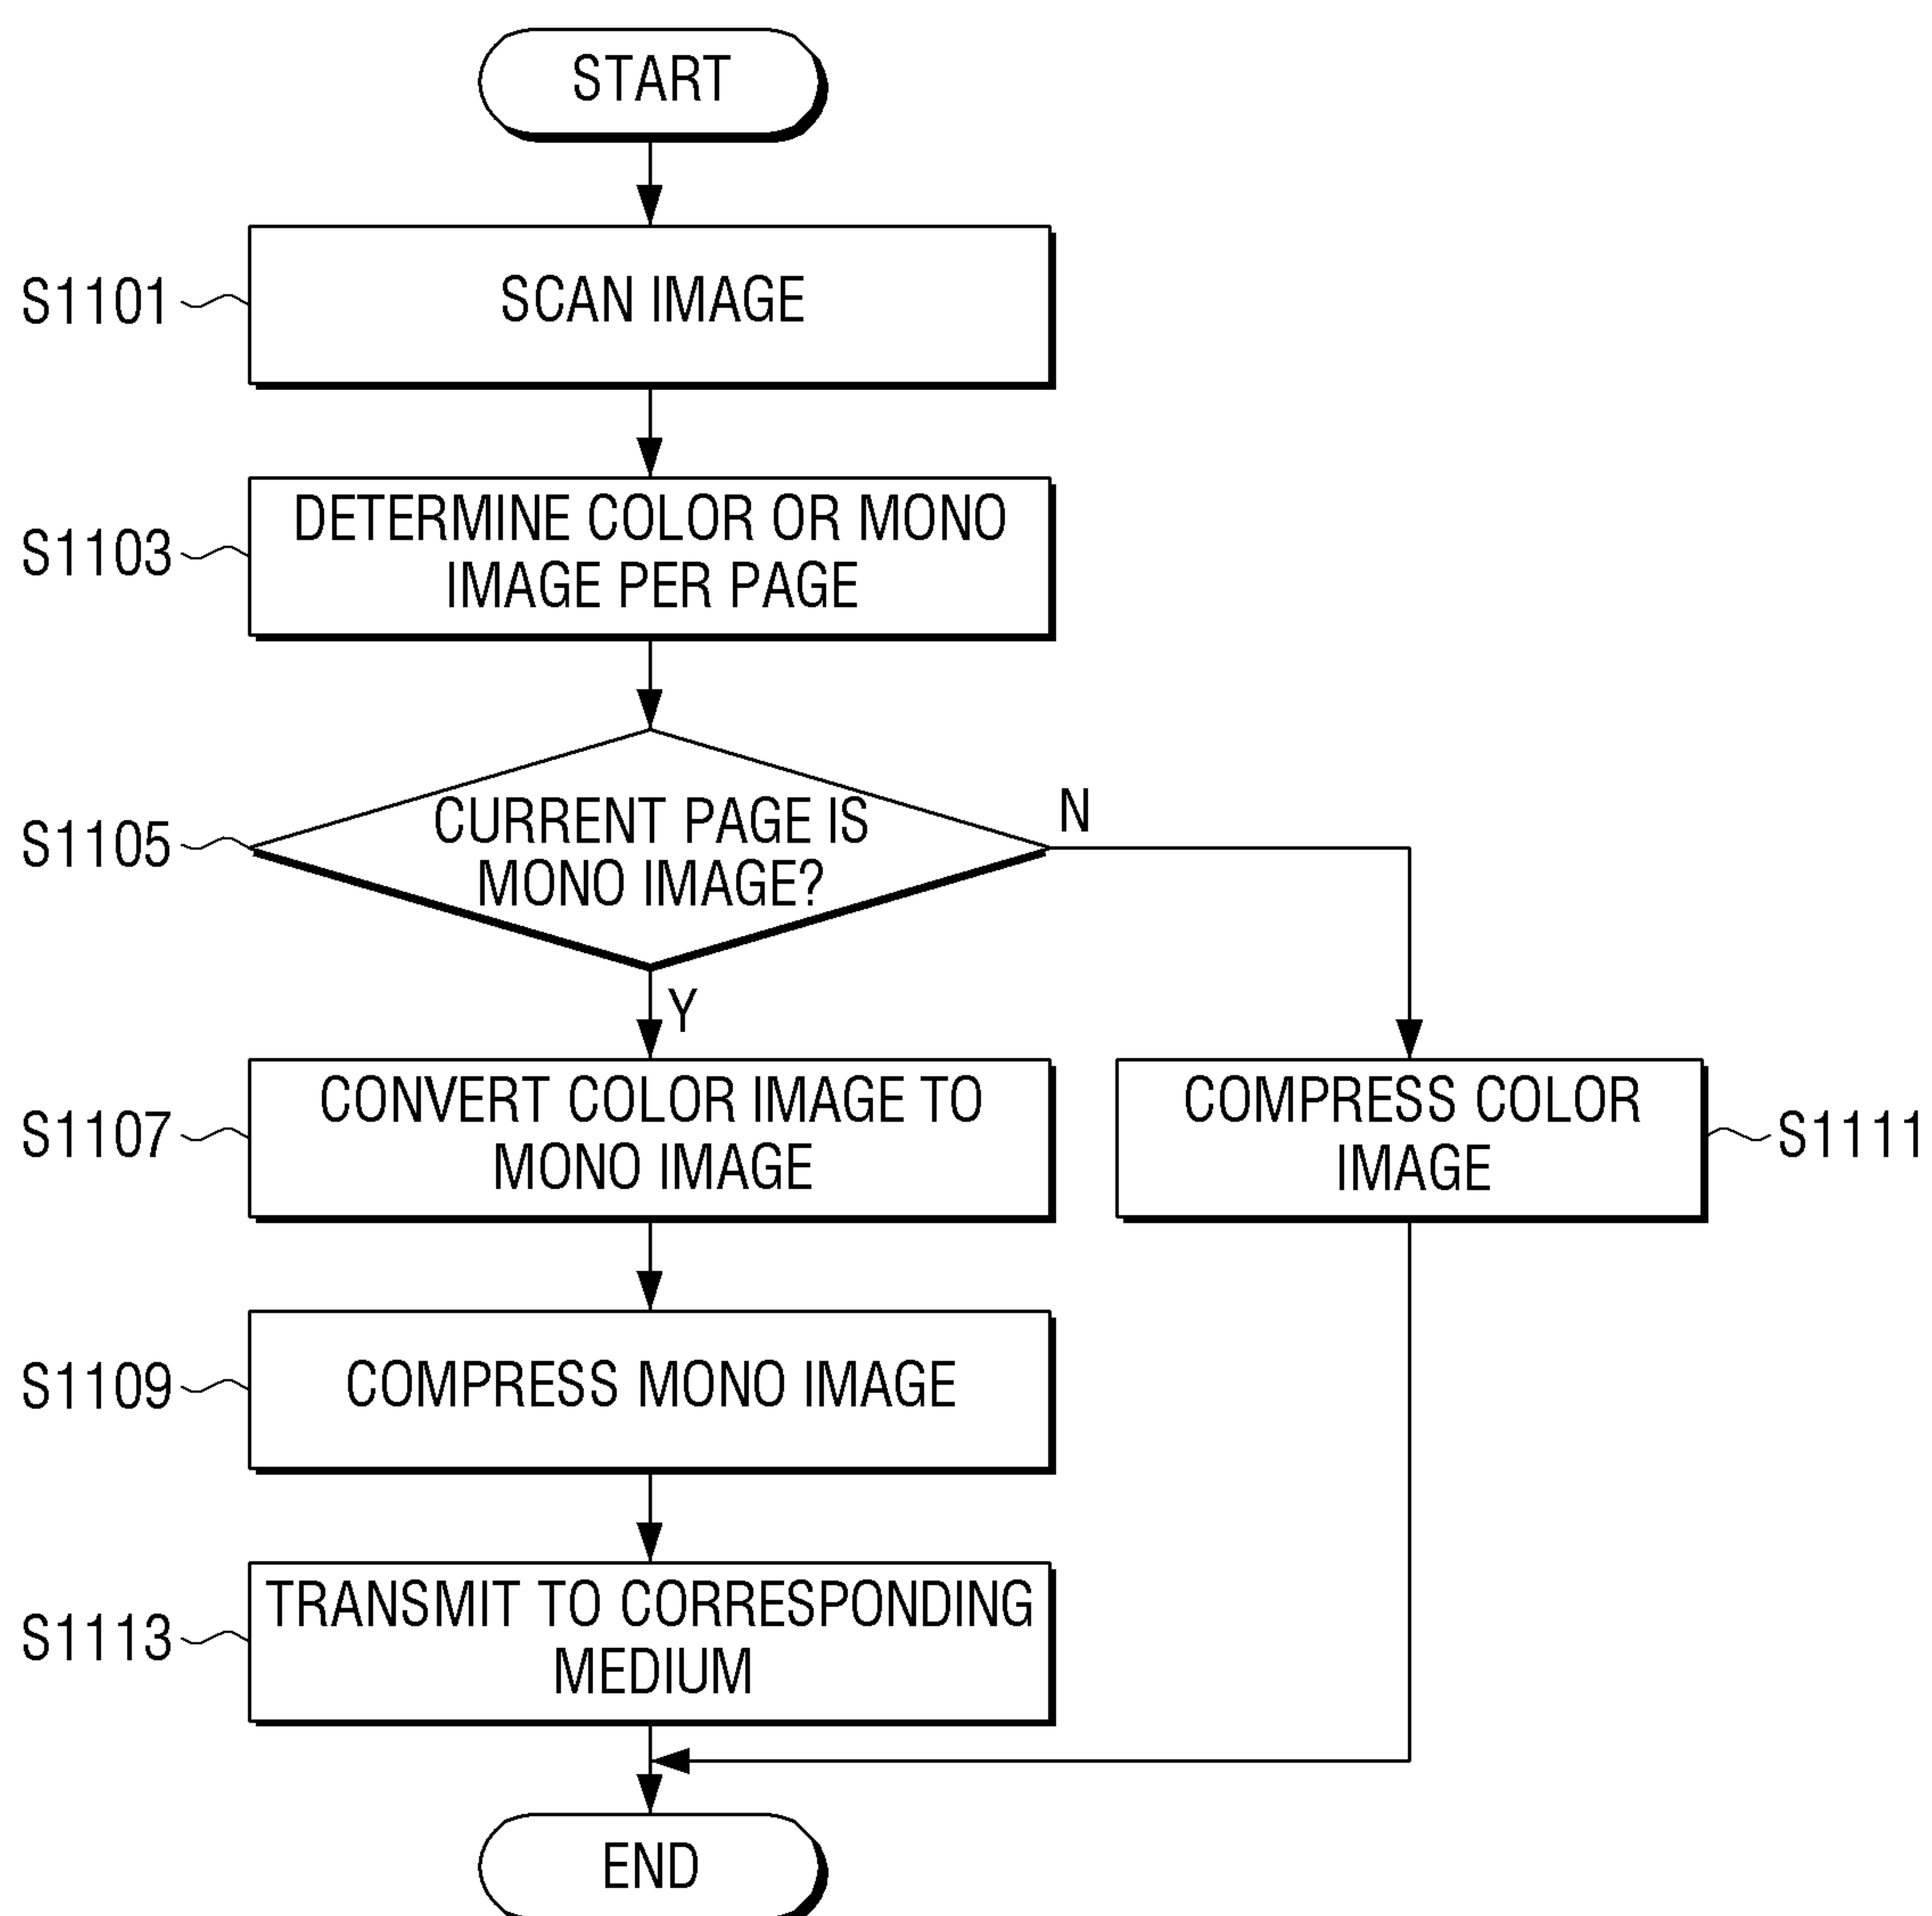 START
S1101
SCAN IMAGE
S1103
DETERMINE COLOR OR MONO
IMAGE PER PAGE
S1105
CURRENT PAGE IS
MONO IMAGE?
N
Y
S1107
CONVERT COLOR IMAGE TO
MONO IMAGE
COMPRESS COLOR
IMAGE
S1111
S1109
COMPRESS MONO IMAGE
S1113
TRANSMIT TO CORRESPONDING
MEDIUM
END